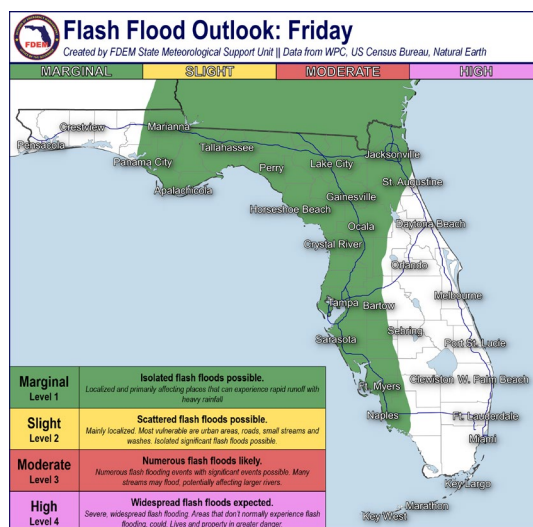 FDEM
Flash Flood Outlook: Friday
Created by FDEM State Meteorological Support Unit || Data from WPC, US Census Bureau, Natural Earth
MARGINAL SLIGHT MODERATE HIGH
Crestview
Marianna
Pensacola
Tallahassee
Jacksonville
Panama City
Perry
Lake City
Apalachicola
St. Augustine
Gainesville
Horseshoe Beach
Ocala
Daytona Beach
Crystal River
Orlando
Tampa
Bartow
Melbourne
Sebring
Sarasota
Port St. Lucie
Ft. Myers
Clewiston
W. Palm Beach
Naples
Ft. Lauderdale
Miami
Key Largo
Marathon
Key West
Marginal
Level 1
Isolated flash floods possible.
Localized and primarily affecting places that can experience rapid runoff with
heavy rainfall
Slight
Level 2
Scattered flash floods possible.
Mainly localized. Most vulnerable are urban areas, roads, small streams and
washes. Isolated significant flash floods possible.
Moderate
Level 3
Numerous flash floods likely.
Numerous flash flooding events with significant events possible. Many
streams may flood, potentially affecting larger rivers.
High
Level 4
Widespread flash floods expected.
Severe, widespread flash flooding. Areas that don't normally experience flash
flooding, could. Lives and property in greater danger